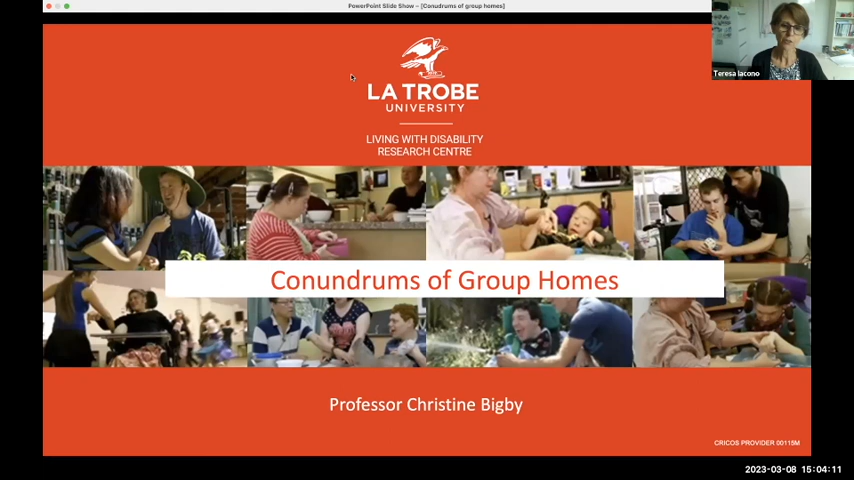 PowerPoint Slide Show - [Conudrums of group homes]
Teresa Iacono
LA TROBE
UNIVERSITY
LIVING WITH DISABILITY
RESEARCH CENTRE
Conundrums of Group Homes
Professor Christine Bigby
CRICOS PROVIDER 00115M
2023-03-08 15:04:11